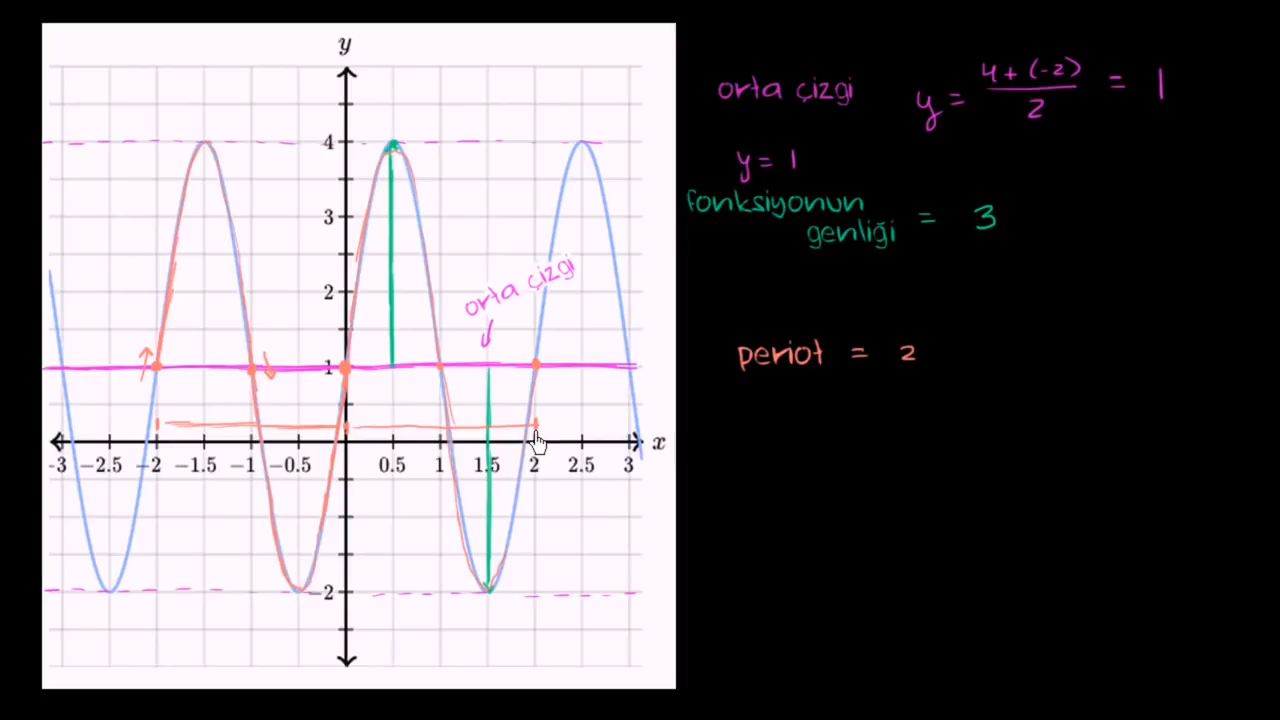 y
orta çizgi y = 4 + (-2) / 2 = 1
y = 1
fonksiyonun
genliği = 3
periot = 2
orta çizgi
4
3
2
1
-2
-3 -2.5 -2 -1.5 -1 -0.5 0.5 1 1.5 2 2.5 3 x